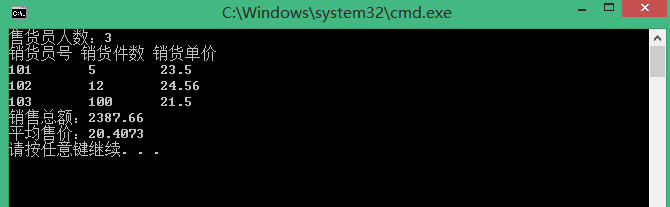 C:\Windows\system32\cmd.exe
售货员人数：3
销货员号 销货件数 销货单价
101 5 23.5
102 12 24.56
103 100 21.5
销售总额：2387.66
平均售价：20.4073
请按任意键继续. . .